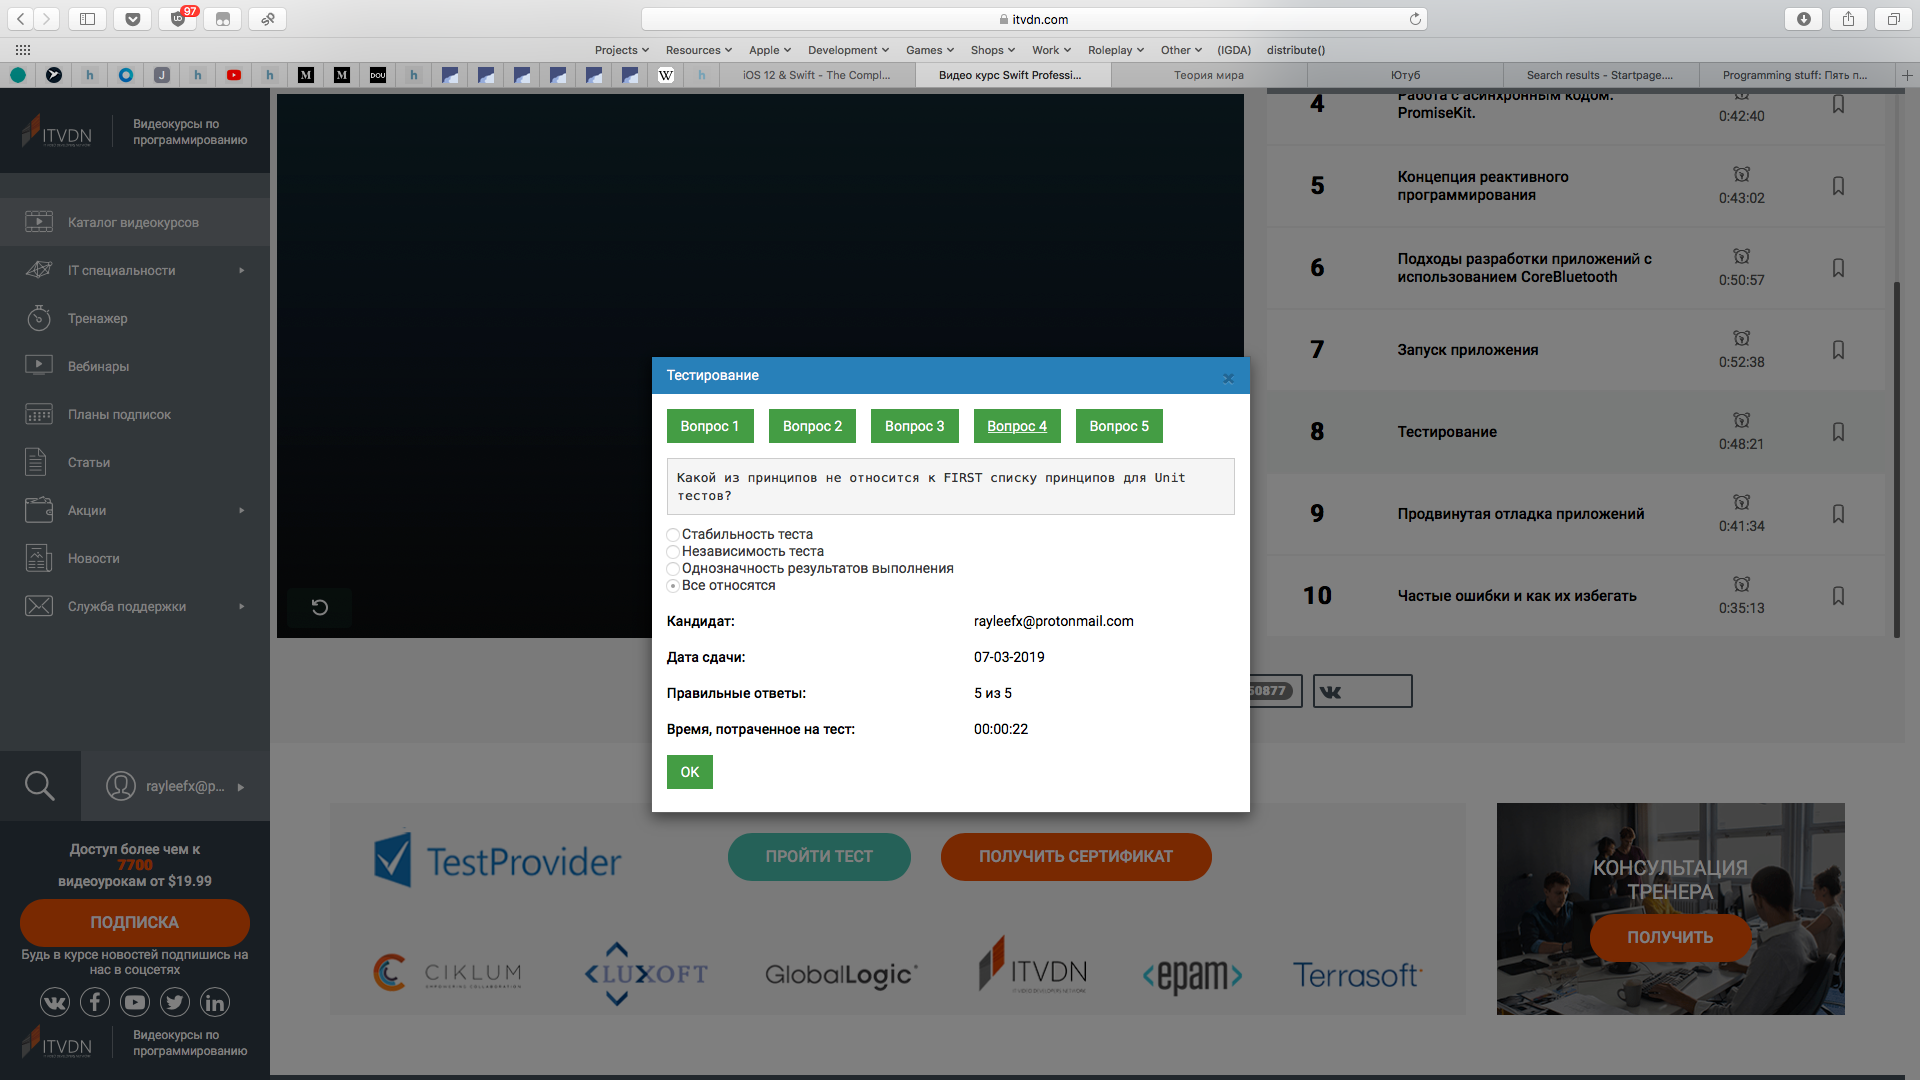 97
itvdn.com
Projects
Resources
Apple
Development
Games
Shops
Work
Roleplay
Other
(IGDA)
distribute()
h
J
h
h
M
M
DOU
h
W
h
iOS 12 & Swift - The Compl...
Видео курс Swift Professi...
Теория мира
Ютуб
Search results - Startpage....
Programming stuff: Пять п...
ITVDN
Видеокурсы по
программированию
Каталог видеокурсов
IT специальности
Тренажер
Вебинары
Планы подписок
Статьи
Акции
Новости
Служба поддержки
rayleefx@p...
Доступ более чем к
7700
видеоурокам от $19.99
ПОДПИСКА
Будь в курсе новостей подпишись на
нас в соцсетях
ITVDN
Видеокурсы по
программированию
4
Работа с асинхронным кодом.
PromiseKit.
0:42:40
5
Концепция реактивного
программирования
0:43:02
6
Подходы разработки приложений с
использованием CoreBluetooth
0:50:57
7
Запуск приложения
0:52:38
8
Тестирование
0:48:21
9
Продвинутая отладка приложений
0:41:34
10
Частые ошибки и как их избегать
0:35:13
Тестирование
×
Вопрос 1
Вопрос 2
Вопрос 3
Вопрос 4
Вопрос 5
Какой из принципов не относится к FIRST списку принципов для Unit
тестов?
Стабильность теста
Независимость теста
Однозначность результатов выполнения
Все относятся
Кандидат:
rayleefx@protonmail.com
Дата сдачи:
07-03-2019
Правильные ответы:
5 из 5
Время, потраченное на тест:
00:00:22
OK
50877
TestProvider
ПРОЙТИ ТЕСТ
ПОЛУЧИТЬ СЕРТИФИКАТ
CIKLUM
LUXOFT
GlobalLogic
ITVDN
<epam>
Terrasoft
КОНСУЛЬТАЦИЯ
ТРЕНЕРА
ПОЛУЧИТЬ